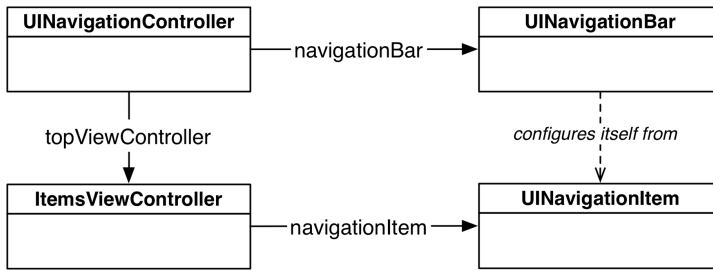 UINavigationController
UINavigationBar
navigationBar
topViewController
configures itself from
ItemsViewController
UINavigationItem
navigationItem